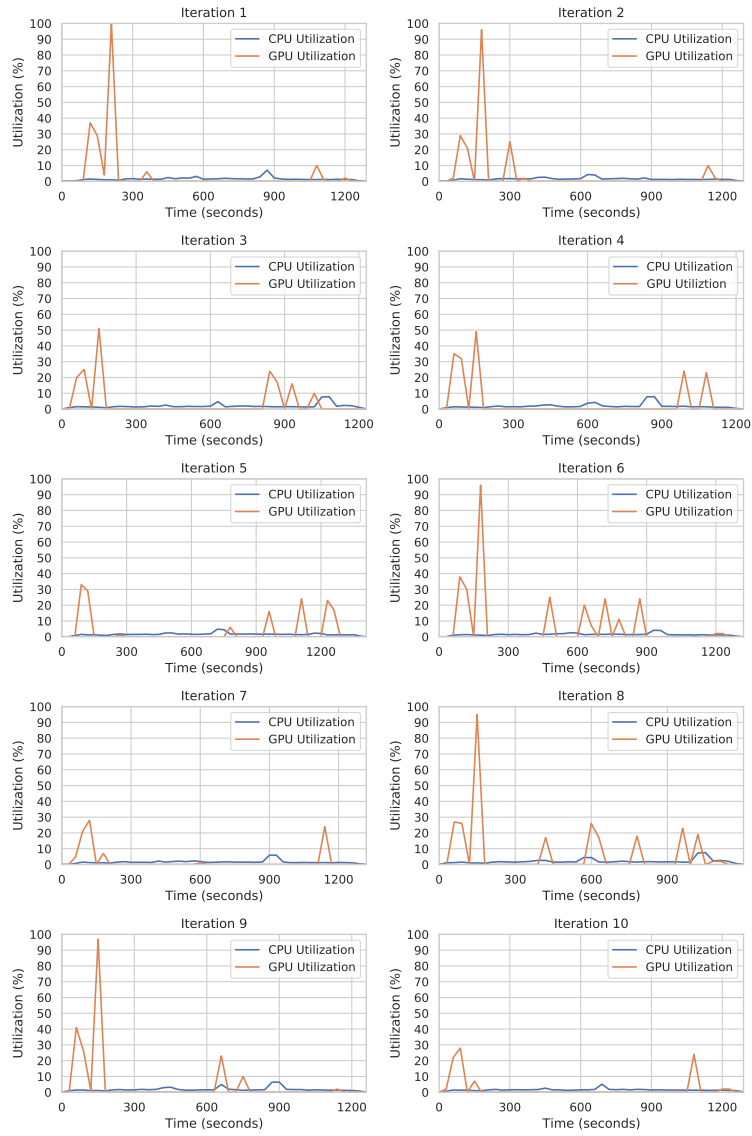 Iteration 1
Utilization (%)
100
90
80
70
60
50
40
30
20
10
0
CPU Utilization
GPU Utilization
0 300 600 900 1200
Time (seconds)
Iteration 2
Utilization (%)
100
90
80
70
60
50
40
30
20
10
0
CPU Utilization
GPU Utilization
0 300 600 900 1200
Time (seconds)
Iteration 3
Utilization (%)
100
90
80
70
60
50
40
30
20
10
0
CPU Utilization
GPU Utilization
0 300 600 900 1200
Time (seconds)
Iteration 4
Utilization (%)
100
90
80
70
60
50
40
30
20
10
0
CPU Utilization
GPU Utiliztion
0 300 600 900 1200
Time (seconds)
Iteration 5
Utilization (%)
100
90
80
70
60
50
40
30
20
10
0
CPU Utilization
GPU Utilization
0 300 600 900 1200
Time (seconds)
Iteration 6
Utilization (%)
100
90
80
70
60
50
40
30
20
10
0
CPU Utilization
GPU Utilization
0 300 600 900 1200
Time (seconds)
Iteration 7
Utilization (%)
100
90
80
70
60
50
40
30
20
10
0
CPU Utilization
GPU Utilization
0 300 600 900 1200
Time (seconds)
Iteration 8
Utilization (%)
100
90
80
70
60
50
40
30
20
10
0
CPU Utilization
GPU Utilization
0 300 600 900
Time (seconds)
Iteration 9
Utilization (%)
100
90
80
70
60
50
40
30
20
10
0
CPU Utilization
GPU Utilization
0 300 600 900 1200
Time (seconds)
Iteration 10
Utilization (%)
100
90
80
70
60
50
40
30
20
10
0
CPU Utilization
GPU Utilization
0 300 600 900 1200
Time (seconds)